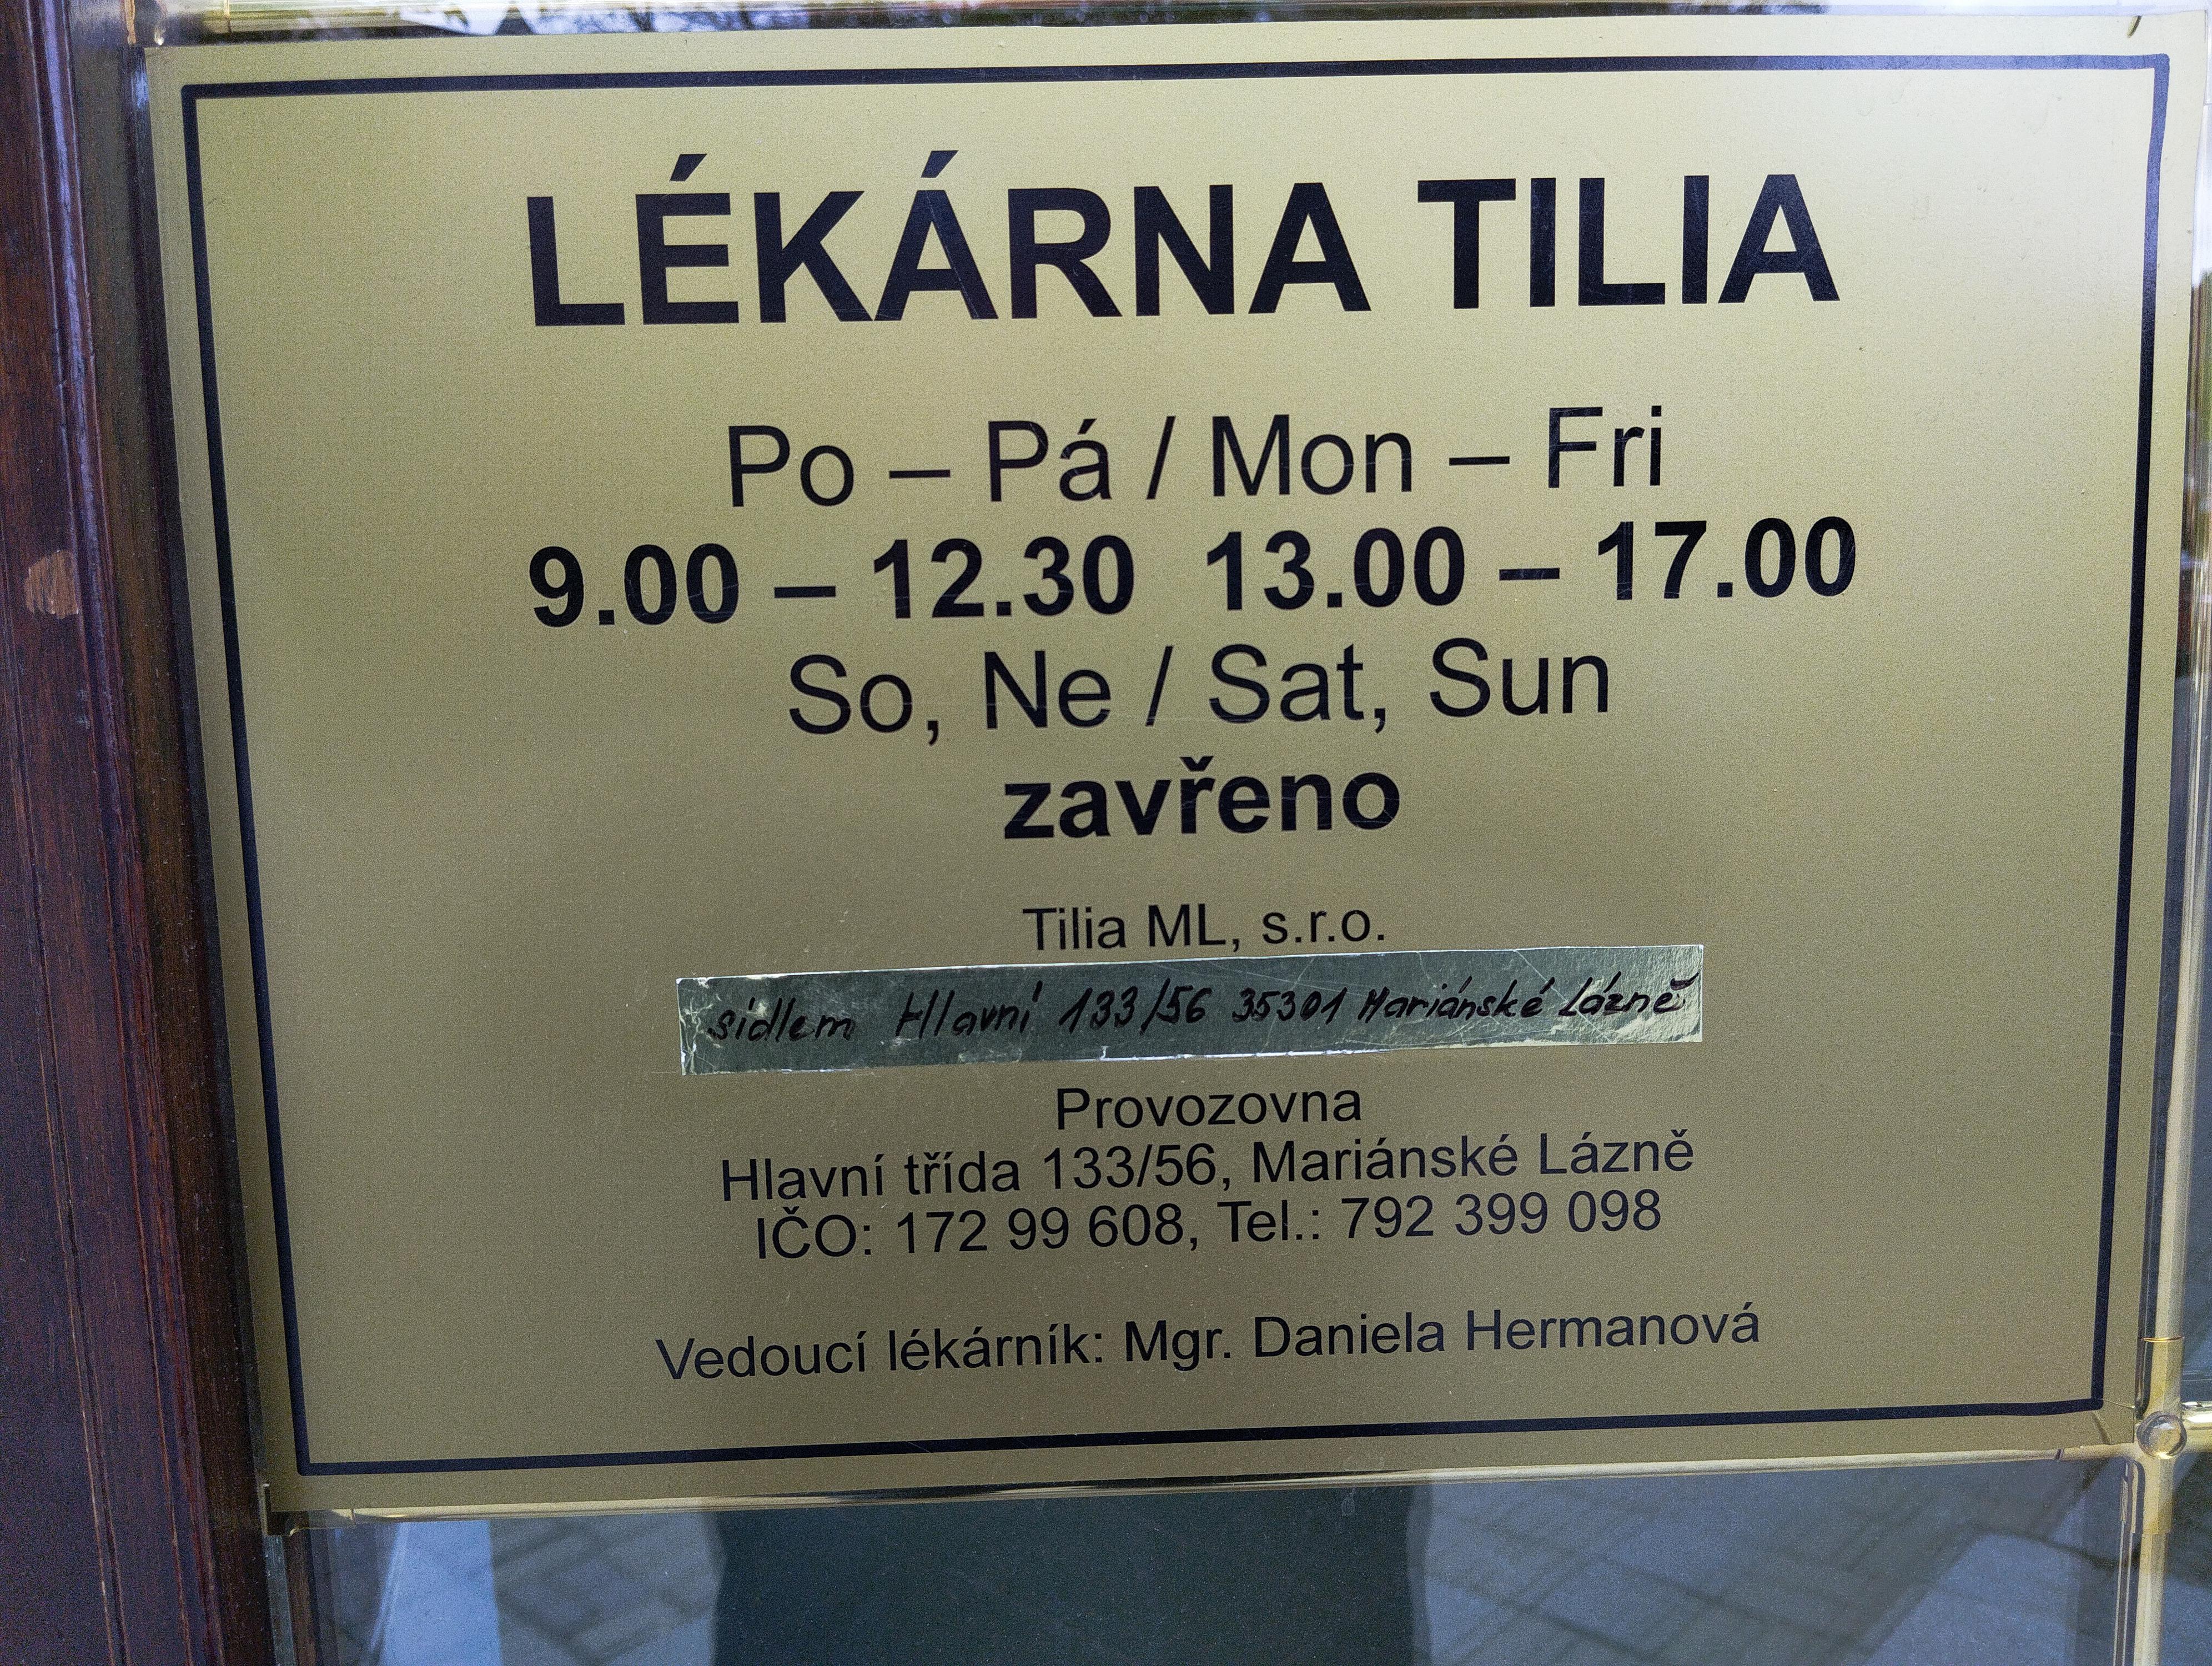 LÉKÁRNA TILIA
Po – Pá / Mon – Fri
9.00 – 12.30 13.00 – 17.00
So, Ne / Sat, Sun
zavřeno
Tilia ML, s.r.o.
sídlem Hlavní 133/56 35301 Mariánské Lázně
Provozovna
Hlavní třída 133/56, Mariánské Lázně
IČO: 172 99 608, Tel.: 792 399 098
Vedoucí lékárník: Mgr. Daniela Hermanová